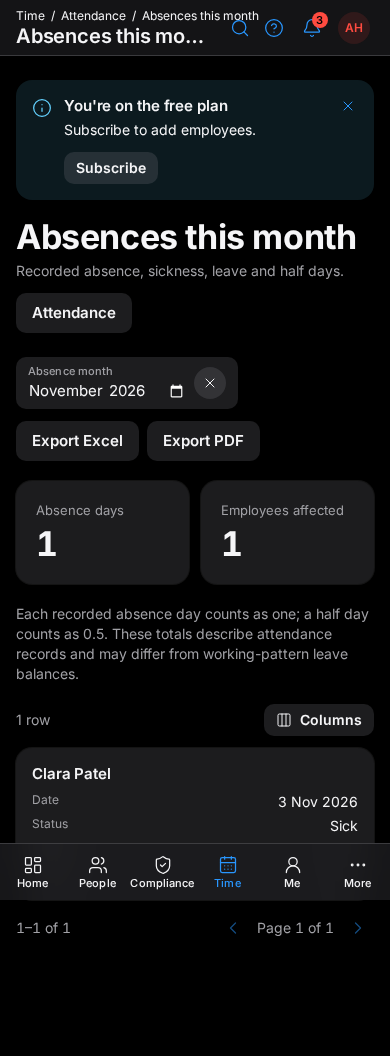 Time / Attendance / Absences this month
Absences this mo...
3
AH
You're on the free plan
Subscribe to add employees.
Subscribe
Absences this month
Recorded absence, sickness, leave and half days.
Attendance
Absence month
November 2026
Export Excel
Export PDF
Absence days
1
Employees affected
1
Each recorded absence day counts as one; a half day
counts as 0.5. These totals describe attendance
records and may differ from working-pattern leave
balances.
1 row
Columns
Clara Patel
Date
3 Nov 2026
Status
Sick
Home
People
Compliance
Time
Me
More
1–1 of 1
Page 1 of 1